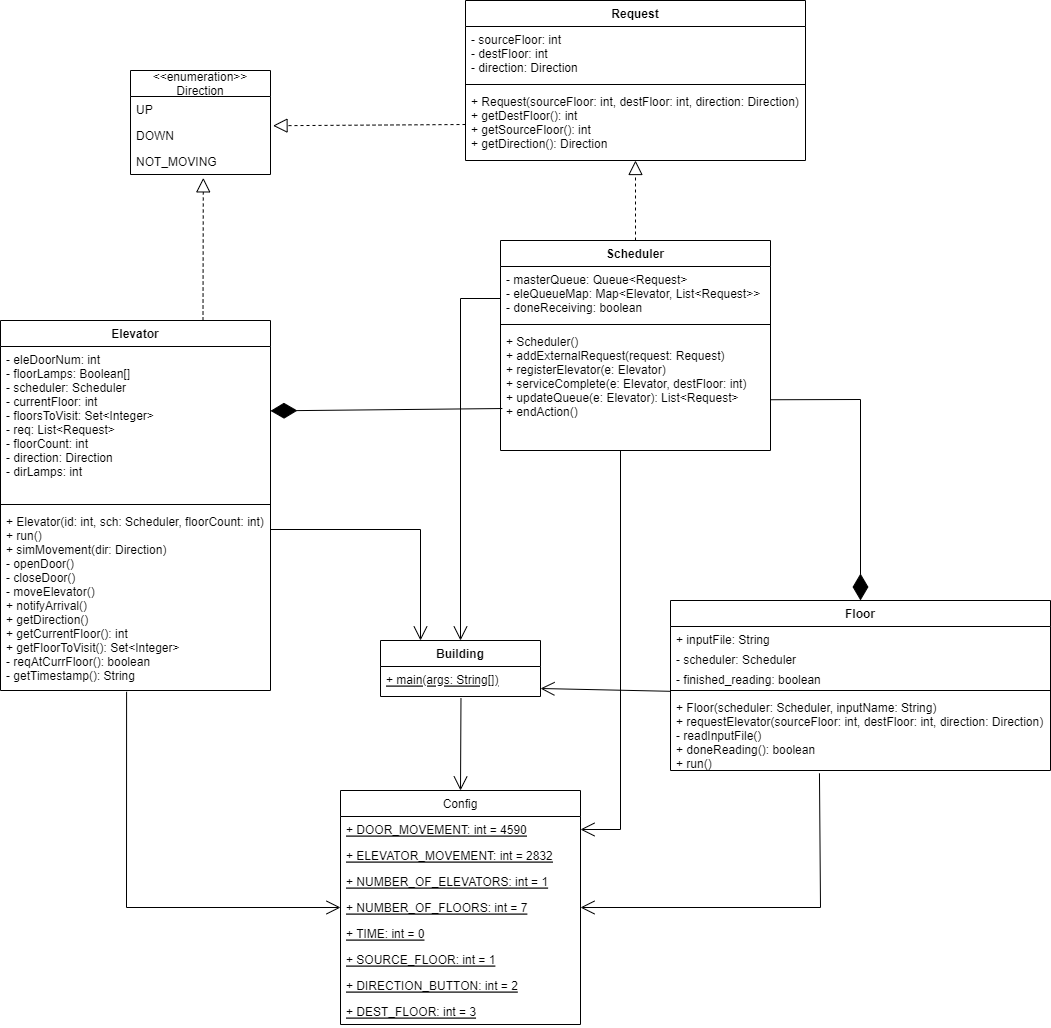 Request
- sourceFloor: int
- destFloor: int
- direction: Direction
+ Request(sourceFloor: int, destFloor: int, direction: Direction)
+ getDestFloor(): int
+ getSourceFloor(): int
+ getDirection(): Direction
<<enumeration>>
Direction
UP
DOWN
NOT_MOVING
Scheduler
- masterQueue: Queue<Request>
- eleQueueMap: Map<Elevator, List<Request>>
- doneReceiving: boolean
+ Scheduler()
+ addExternalRequest(request: Request)
+ registerElevator(e: Elevator)
+ serviceComplete(e: Elevator, destFloor: int)
+ updateQueue(e: Elevator): List<Request>
+ endAction()
Elevator
- eleDoorNum: int
- floorLamps: Boolean[]
- scheduler: Scheduler
- currentFloor: int
- floorsToVisit: Set<Integer>
- req: List<Request>
- floorCount: int
- direction: Direction
- dirLamps: int
+ Elevator(id: int, sch: Scheduler, floorCount: int)
+ run()
+ simMovement(dir: Direction)
- openDoor()
- closeDoor()
- moveElevator()
+ notifyArrival()
+ getDirection()
+ getCurrentFloor(): int
+ getFloorToVisit(): Set<Integer>
- reqAtCurrFloor(): boolean
- getTimestamp(): String
Building
+ main(args: String[])
Floor
+ inputFile: String
- scheduler: Scheduler
- finished_reading: boolean
+ Floor(scheduler: Scheduler, inputName: String)
+ requestElevator(sourceFloor: int, destFloor: int, direction: Direction)
- readInputFile()
+ doneReading(): boolean
+ run()
Config
+ DOOR_MOVEMENT: int = 4590
+ ELEVATOR_MOVEMENT: int = 2832
+ NUMBER_OF_ELEVATORS: int = 1
+ NUMBER_OF_FLOORS: int = 7
+ TIME: int = 0
+ SOURCE_FLOOR: int = 1
+ DIRECTION_BUTTON: int = 2
+ DEST_FLOOR: int = 3